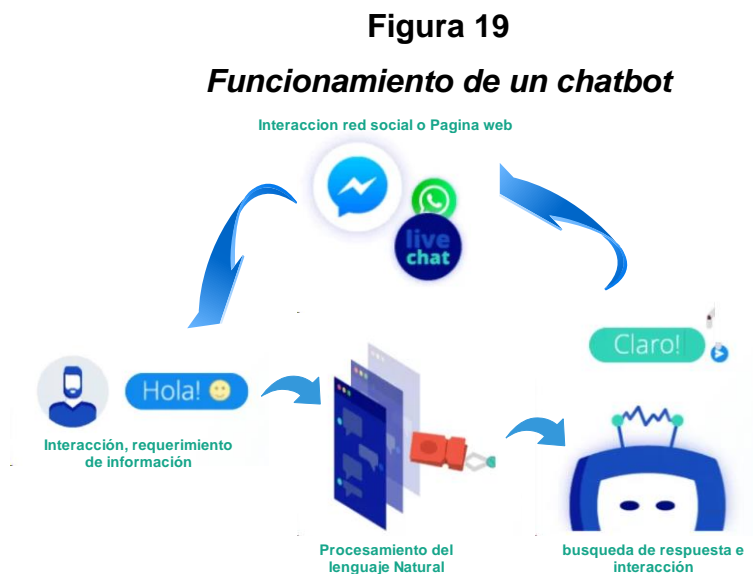 Figura 19
Funcionamiento de un chatbot
Interaccion red social o Pagina web
live
chat
Claro!
Hola!
Interacción, requerimiento
de información
Procesamiento del
lenguaje Natural
busqueda de respuesta e
interacción